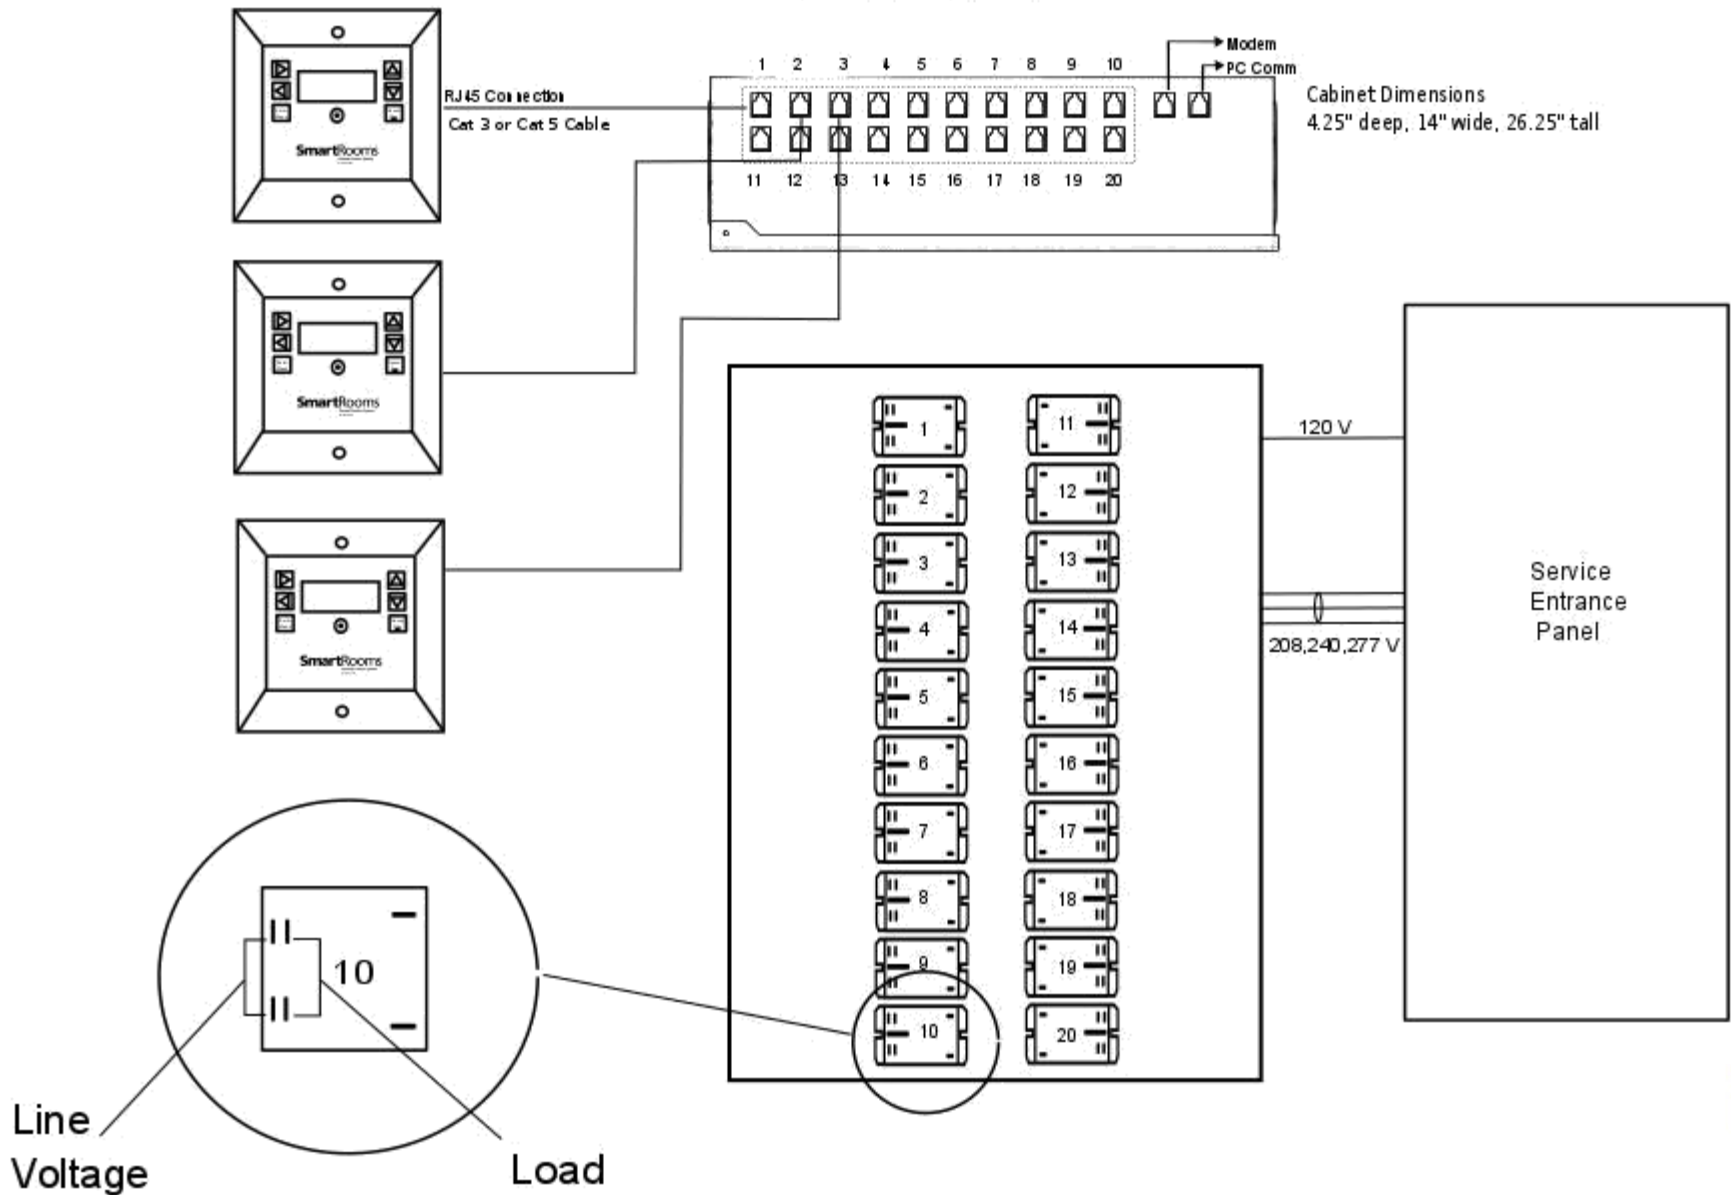 Modem
PC Comm
1 2 3 4 5 6 7 8 9 10
11 12 13 14 15 16 17 18 19 20
Cabinet Dimensions
4.25" deep, 14" wide, 26.25" tall
RJ45 Connection
Cat 3 or Cat 5 Cable
SmartRooms
SmartRooms
SmartRooms
1
2
3
4
5
6
7
8
9
10
11
12
13
14
15
16
17
18
19
20
120 V
208,240,277 V
Service
Entrance
Panel
10
Line
Voltage
Load